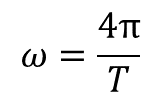 ω = 4π / T